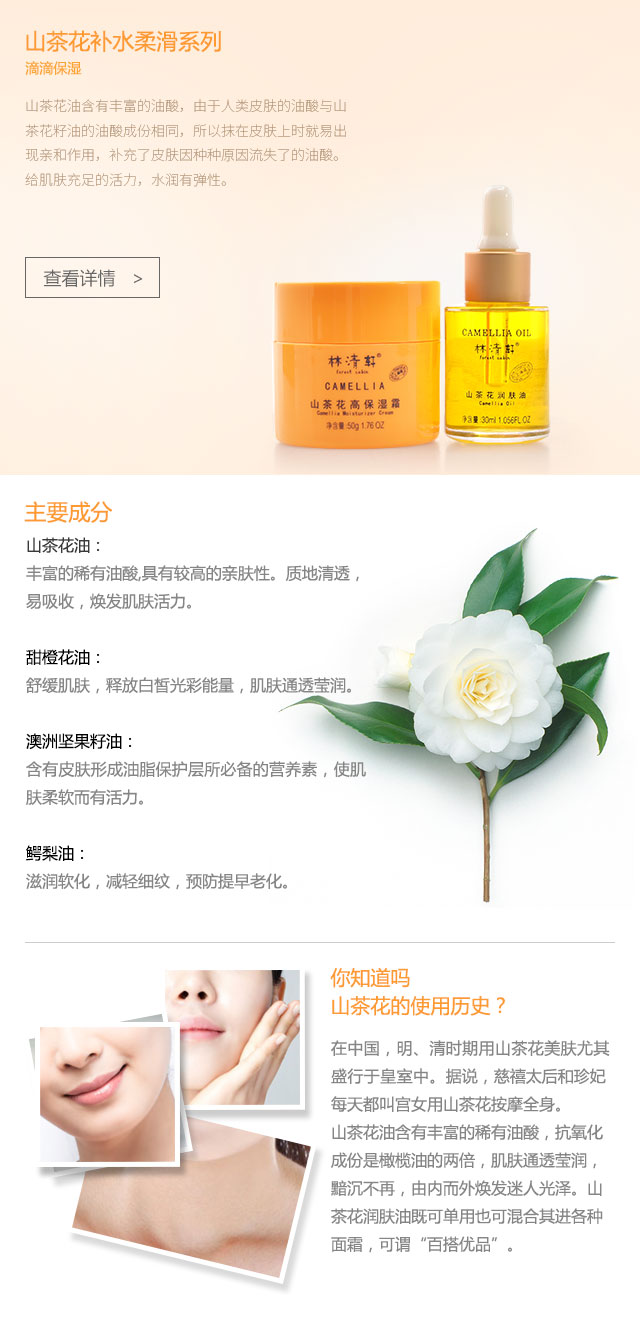 山茶花补水柔滑系列
滴滴保湿
山茶花油含有丰富的油酸，由于人类皮肤的油酸与山
茶花籽油的油酸成份相同，所以抹在皮肤上时就易出
现亲和作用，补充了皮肤因种种原因流失了的油酸。
给肌肤充足的活力，水润有弹性。
查看详情 >
林清轩®
forest cabin
CAMELLIA
山茶花高保湿霜
Camellia Moisturizer Cream
净含量:50g 1.76 OZ
CAMELLIA OIL
林清轩®
forest cabin
山茶花润肤油
Camellia Oil
净含量:30ml 1.056FL OZ
主要成分
山茶花油：
丰富的稀有油酸,具有较高的亲肤性。质地清透，
易吸收，焕发肌肤活力。
甜橙花油：
舒缓肌肤，释放白皙光彩能量，肌肤通透莹润。
澳洲坚果籽油：
含有皮肤形成油脂保护层所必备的营养素，使肌
肤柔软而有活力。
鳄梨油：
滋润软化，减轻细纹，预防提早老化。
你知道吗
山茶花的使用历史？
在中国，明、清时期用山茶花美肤尤其
盛行于皇室中。据说，慈禧太后和珍妃
每天都叫宫女用山茶花按摩全身。
山茶花油含有丰富的稀有油酸，抗氧化
成份是橄榄油的两倍，肌肤通透莹润，
黯沉不再，由内而外焕发迷人光泽。山
茶花润肤油既可单用也可混合其进各种
面霜，可谓“百搭优品”。